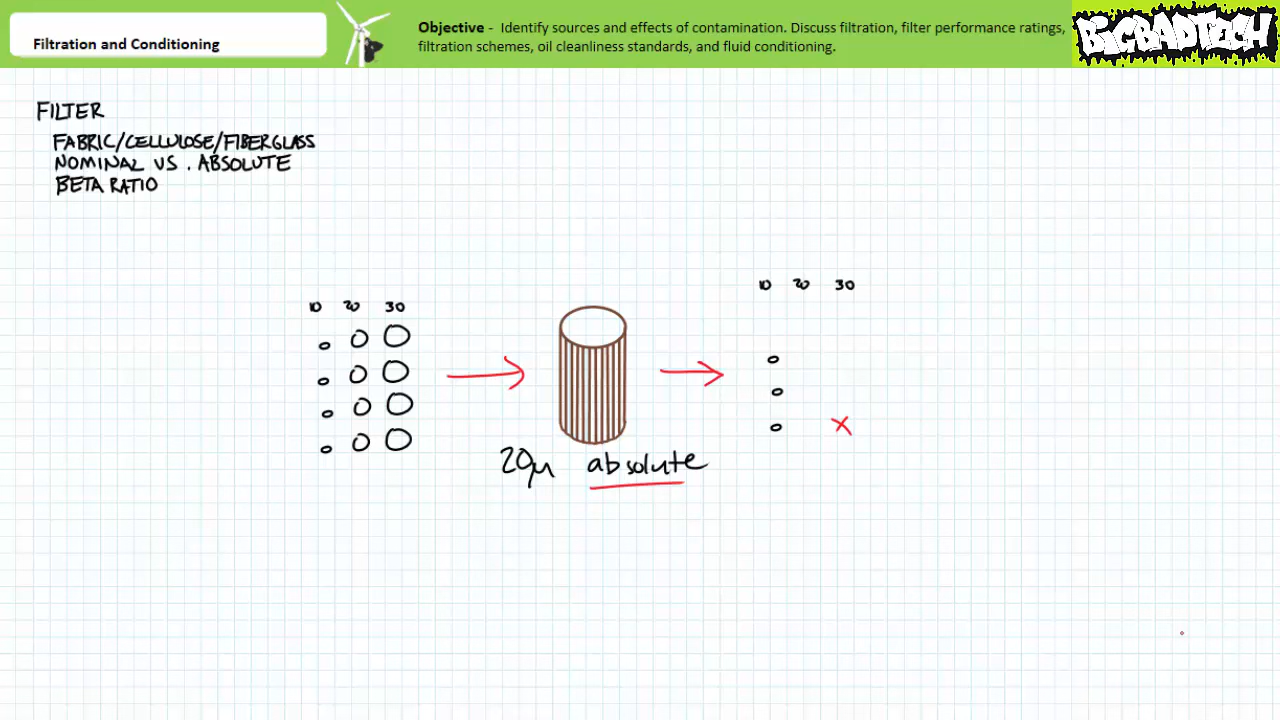 Filtration and Conditioning
Objective - Identify sources and effects of contamination. Discuss filtration, filter performance ratings,
filtration schemes, oil cleanliness standards, and fluid conditioning.
BIGBADTECH
FILTER
FABRIC/CELLULOSE/FIBERGLASS
NOMINAL VS. ABSOLUTE
BETA RATIO
10 20 30
10 20 30
20μ absolute